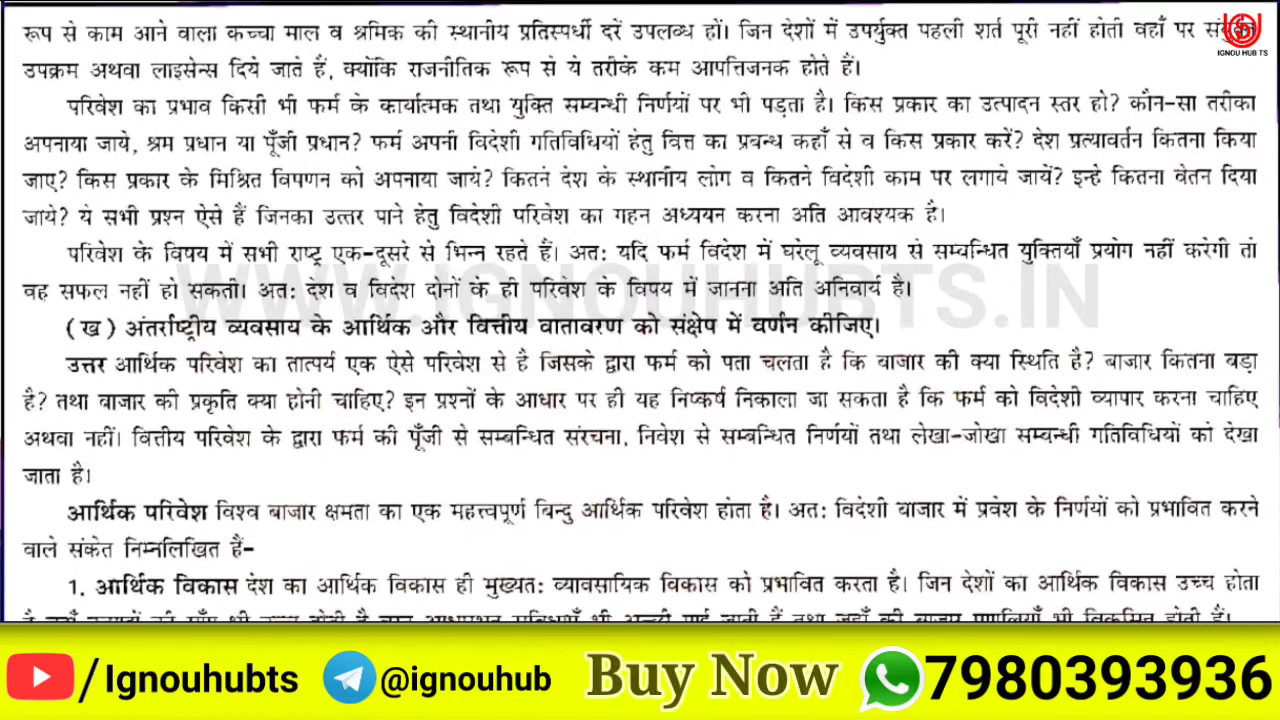 रूप से काम आने वाला कच्चा माल व श्रमिक की स्थानीय प्रतिस्पर्धी दरें उपलब्ध हों। जिन देशों में उपर्युक्त पहली शर्त पूरी नहीं होती वहाँ पर
उपक्रम अथवा लाइसेन्स दिये जाते हैं, क्योंकि राजनीतिक रूप से ये तरीके कम आपत्तिजनक होते हैं।
IGNOU HUB TS
परिवेश का प्रभाव किसी भी फर्म के कार्यात्मक तथा युक्ति सम्बन्धी निर्णयों पर भी पड़ता है। किस प्रकार का उत्पादन स्तर हो? कौन-सा तरीका
अपनाया जाये, श्रम प्रधान या पूँजी प्रधान? फर्म अपनी विदेशी गतिविधियों हेतु वित्त का प्रबन्ध कहाँ से व किस प्रकार करें? देश प्रत्यावर्तन कितना किया
जाए? किस प्रकार के मिश्रित विपणन को अपनाया जाये? कितने देश के स्थानीय लोग व कितने विदेशी काम पर लगाये जायें? इन्हे कितना वेतन दिया
जाये? ये सभी प्रश्न ऐसे हैं जिनका उत्तर पाने हेतु विदेशी परिवेश का गहन अध्ययन करना अति आवश्यक है।
परिवेश के विषय में सभी राष्ट्र एक-दूसरे से भिन्न रहते हैं। अतः यदि फर्म विदेश में घरेलू व्यवसाय से सम्बन्धित युक्तियाँ प्रयोग नहीं करेगी तो
वह सफल नहीं हो सकती। अतः देश व विदेश दोनों के ही परिवेश के विषय में जानना अति अनिवार्य है।
WWW.IGNOUHUBTS.IN
(ख) अंतर्राष्ट्रीय व्यवसाय के आर्थिक और वित्तीय वातावरण को संक्षेप में वर्णन कीजिए।
उत्तर आर्थिक परिवेश का तात्पर्य एक ऐसे परिवेश से है जिसके द्वारा फर्म को पता चलता है कि बाजार की क्या स्थिति है? बाजार कितना बड़ा
है? तथा बाजार की प्रकृति क्या होनी चाहिए? इन प्रश्नों के आधार पर ही यह निष्कर्ष निकाला जा सकता है कि फर्म को विदेशी व्यापार करना चाहिए
अथवा नहीं। वित्तीय परिवेश के द्वारा फर्म की पूँजी से सम्बन्धित संरचना, निवेश से सम्बन्धित निर्णयों तथा लेखा-जोखा सम्बन्धी गतिविधियों को देखा
जाता है।
आर्थिक परिवेश विश्व बाजार क्षमता का एक महत्त्वपूर्ण बिन्दु आर्थिक परिवेश होता है। अतः विदेशी बाजार में प्रवेश के निर्णयों को प्रभावित करने
वाले संकेत निम्नलिखित हैं-
1. आर्थिक विकास देश का आर्थिक विकास ही मुख्यतः व्यावसायिक विकास को प्रभावित करता है। जिन देशों का आर्थिक विकास उच्च होता
/Ignouhubts @ignouhub Buy Now 7980393936